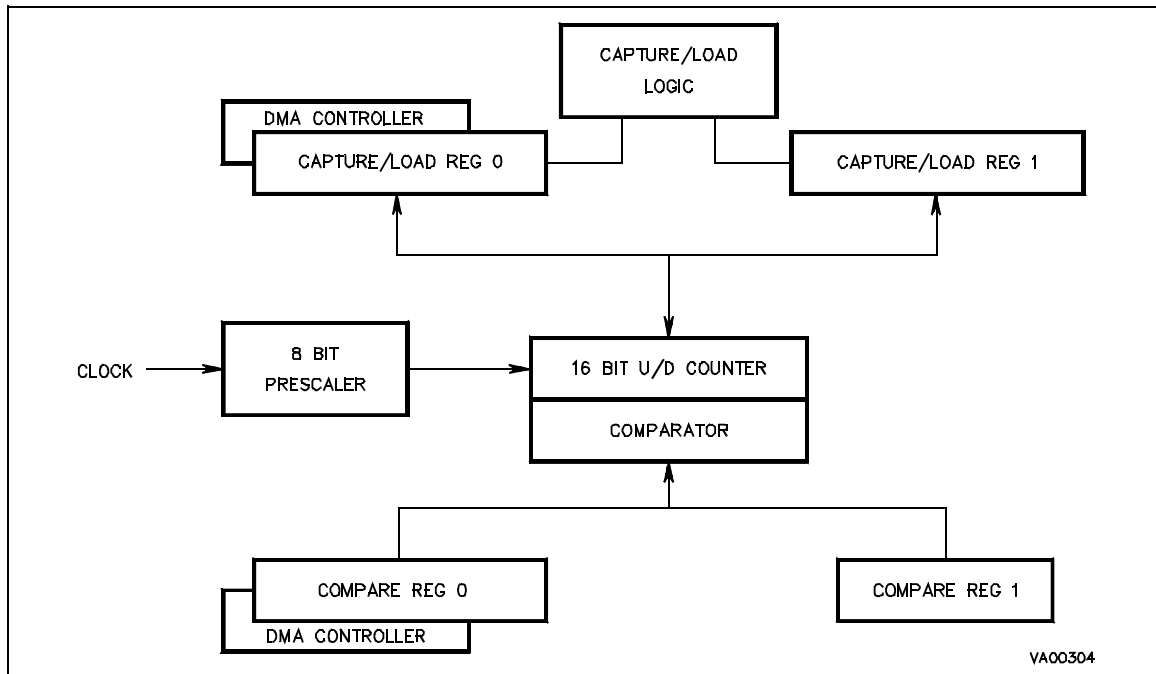 CAPTURE/LOAD
LOGIC
DMA CONTROLLER
CAPTURE/LOAD REG 0
CAPTURE/LOAD REG 1
CLOCK
8 BIT
PRESCALER
16 BIT U/D COUNTER
COMPARATOR
COMPARE REG 0
COMPARE REG 1
DMA CONTROLLER
VA00304